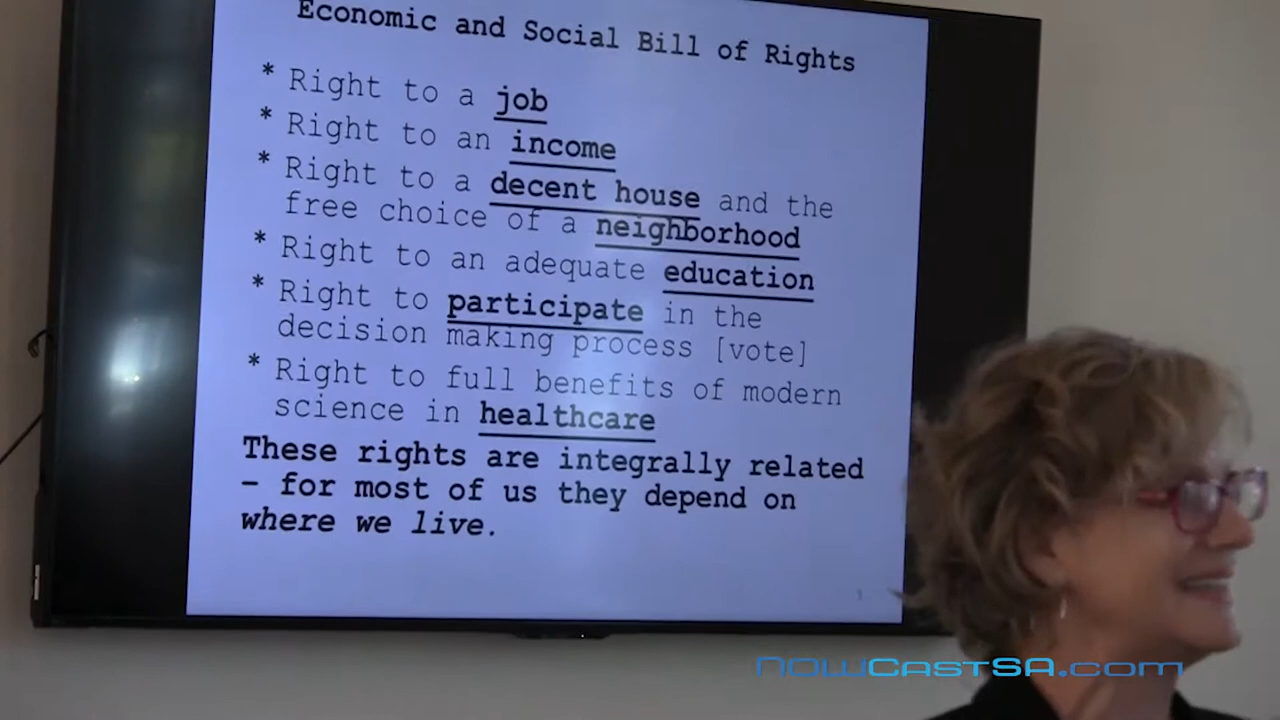 Economic and Social Bill of Rights
* Right to a job
* Right to an income
* Right to a decent house and the
free choice of a neighborhood
* Right to an adequate education
* Right to participate in the
decision making process [vote]
* Right to full benefits of modern
science in healthcare
These rights are integrally related
– for most of us they depend on
where we live.
3
NOWCASTSA.com